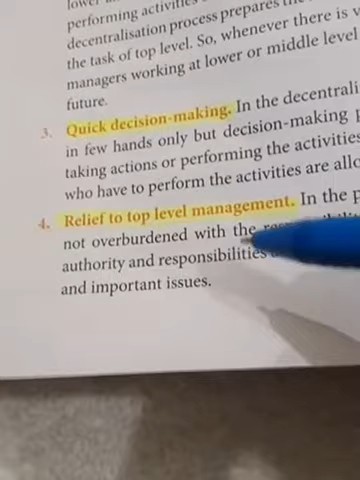 lower
performing activities
decentralisation process prepares the
the task of top level. So, whenever there is v
managers working at lower or middle level
future.
3. Quick decision-making. In the decentrali
in few hands only but decision-making p
taking actions or performing the activities
who have to perform the activities are allo
4. Relief to top level management. In the p
not overburdened with the
authority and responsibilities
and important issues.